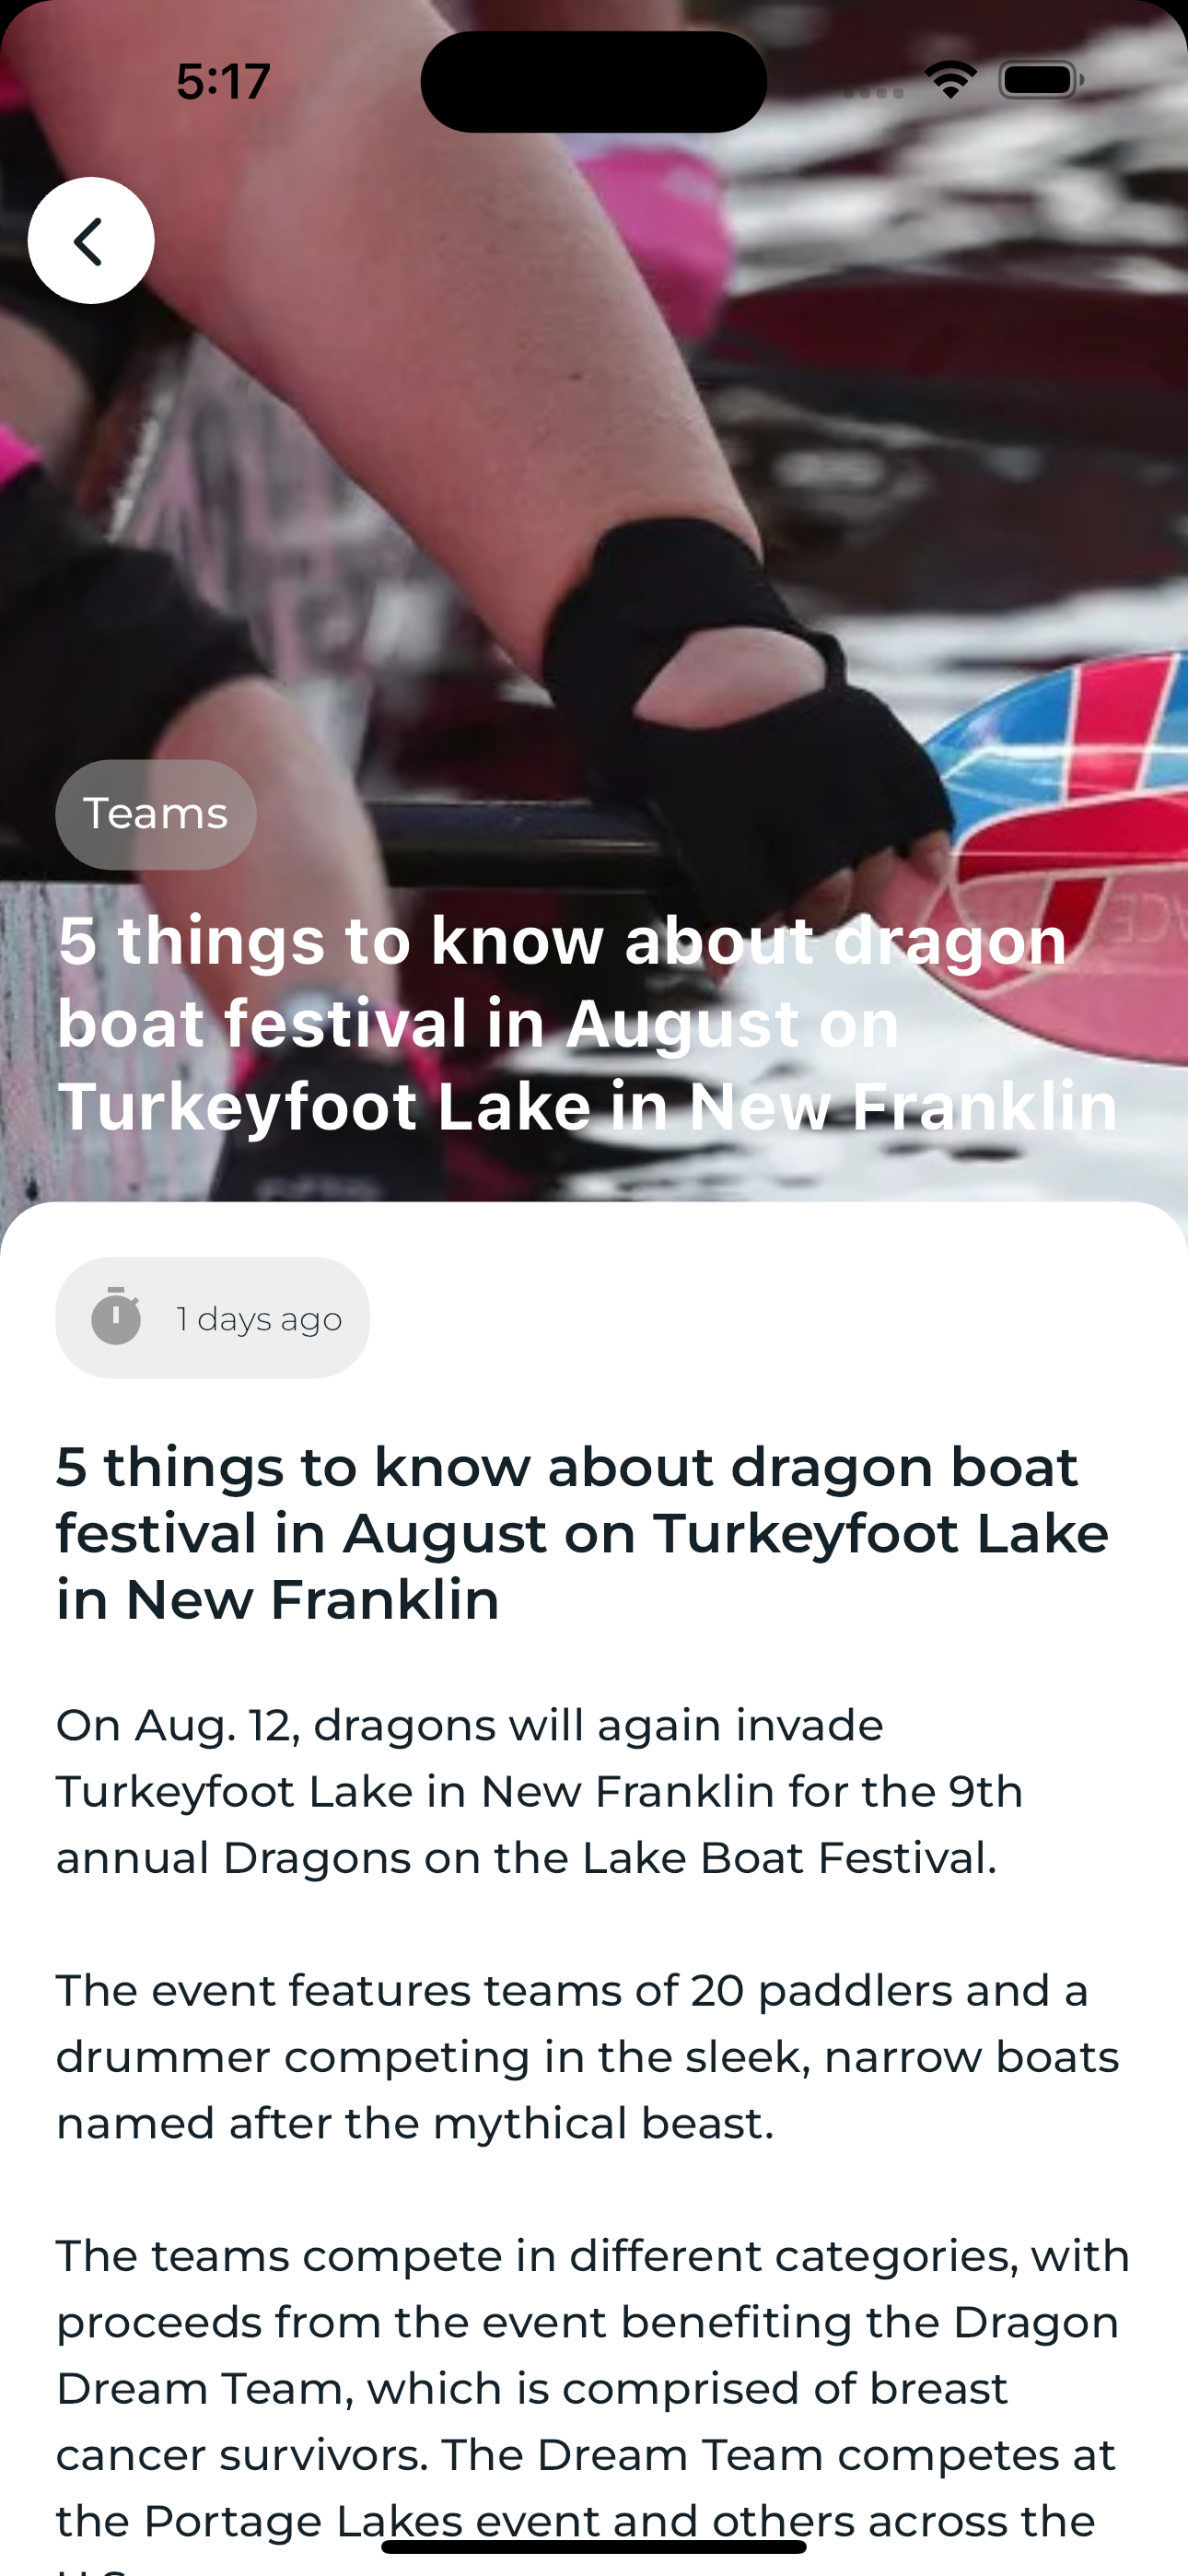 5:17
Teams
5 things to know about dragon
boat festival in August on
Turkeyfoot Lake in New Franklin
1 days ago
5 things to know about dragon boat
festival in August on Turkeyfoot Lake
in New Franklin
On Aug. 12, dragons will again invade
Turkeyfoot Lake in New Franklin for the 9th
annual Dragons on the Lake Boat Festival.
The event features teams of 20 paddlers and a
drummer competing in the sleek, narrow boats
named after the mythical beast.
The teams compete in different categories, with
proceeds from the event benefiting the Dragon
Dream Team, which is comprised of breast
cancer survivors. The Dream Team competes at
the Portage Lakes event and others across the